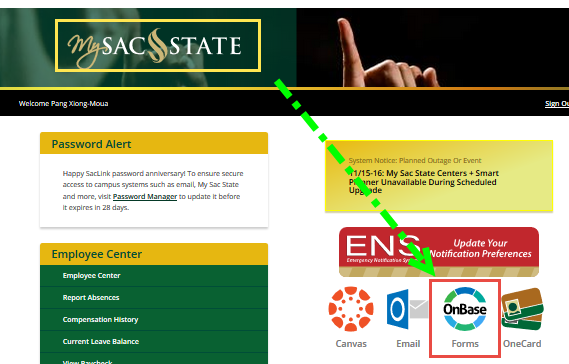 My SAC STATE
Welcome Pang Xiong-Moua
Sign Ou
Password Alert
Happy SacLink password anniversary! To ensure secure
access to campus systems such as email, My Sac State
and more, visit Password Manager to update it before
it expires in 28 days.
Employee Center
Employee Center
Report Absences
Compensation History
Current Leave Balance
View Paycheck
System Notice: Planned Outage Or Event
11/15-16: My Sac State Centers + Smart
Planner Unavailable During Scheduled
Upgrade
ENS
Emergency Notification System
Update Your
Notification Preferences
Canvas
Email
OnBase
Forms
OneCard